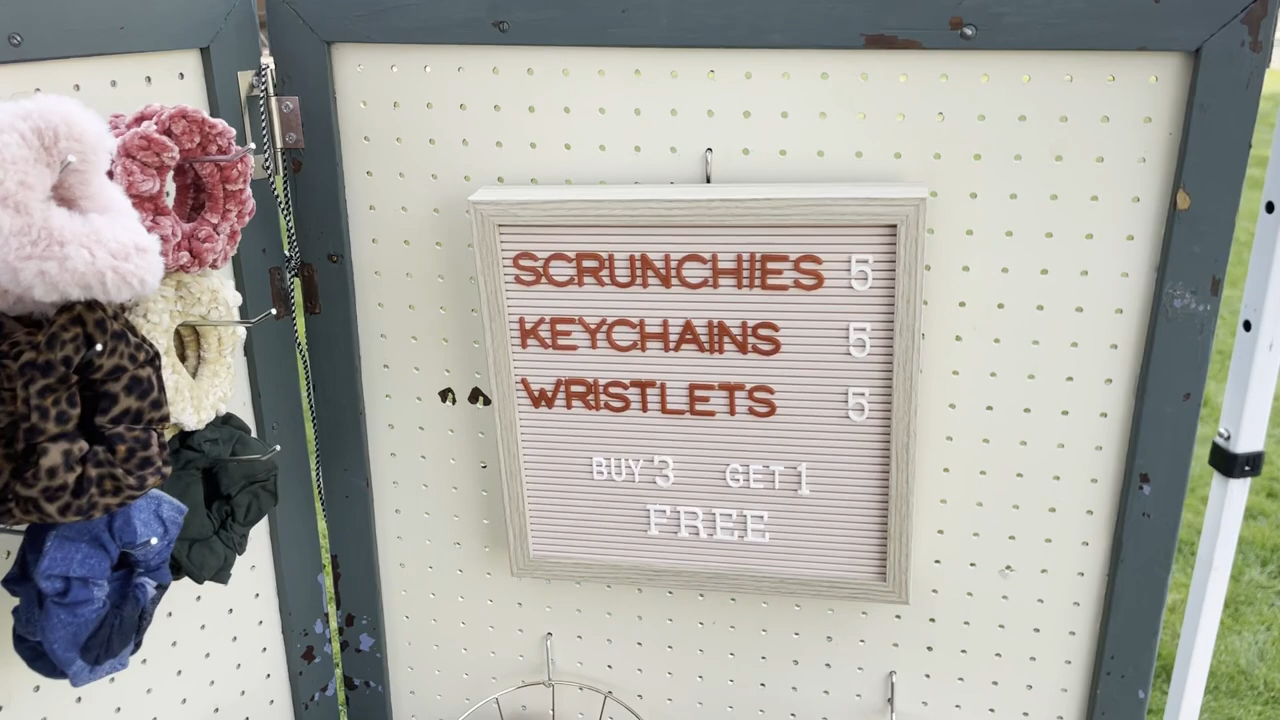 SCRUNCHIES 5
KEYCHAINS 5
WRISTLETS 5
BUY 3 GET 1
FREE